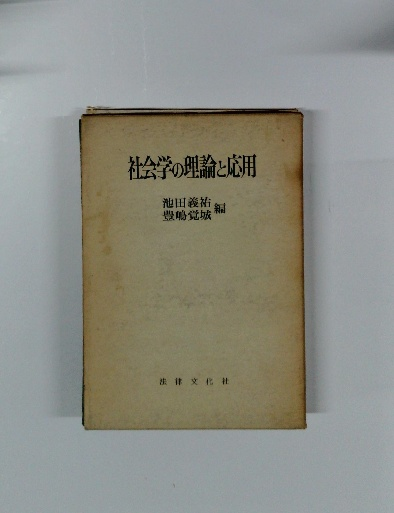 社会学の理論と応用
池田義祐
豊嶋覚城
編
法律文化社